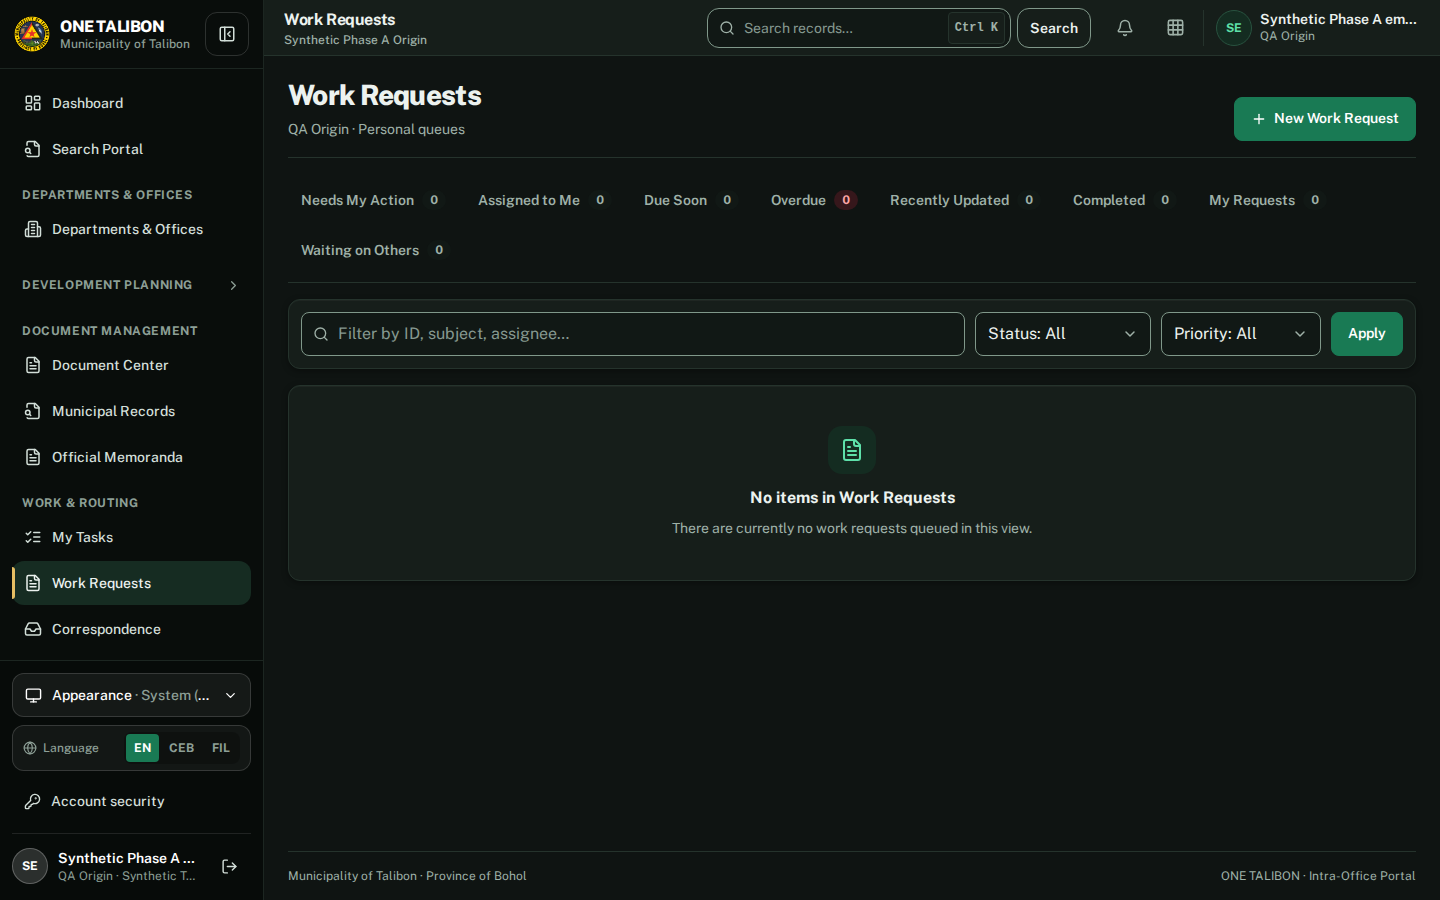 ONE TALIBON
Municipality of Talibon
Dashboard
Search Portal
DEPARTMENTS & OFFICES
Departments & Offices
DEVELOPMENT PLANNING
DOCUMENT MANAGEMENT
Document Center
Municipal Records
Official Memoranda
WORK & ROUTING
My Tasks
Work Requests
Correspondence
Appearance · System (...
Language EN CEB FIL
Account security
SE Synthetic Phase A ...
QA Origin · Synthetic T...
Work Requests
Synthetic Phase A Origin
Search records... Ctrl K Search
SE Synthetic Phase A em...
QA Origin
Work Requests
QA Origin · Personal queues
New Work Request
Needs My Action 0 Assigned to Me 0 Due Soon 0 Overdue 0 Recently Updated 0 Completed 0 My Requests 0
Waiting on Others 0
Filter by ID, subject, assignee... Status: All Priority: All Apply
No items in Work Requests
There are currently no work requests queued in this view.
Municipality of Talibon · Province of Bohol
ONE TALIBON · Intra-Office Portal